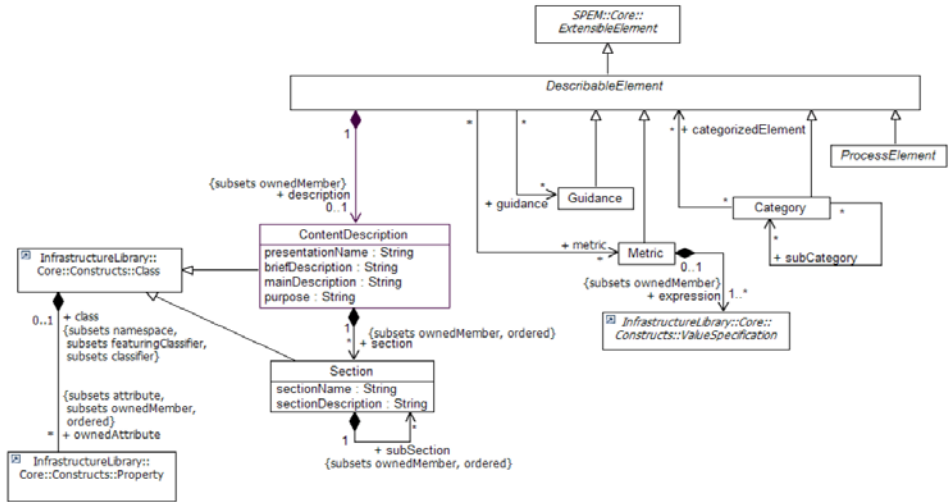 SPEM::Core::
ExtensibleElement
DescribableElement
1
*
*
* + categorizedElement
ProcessElement
{subsets ownedMember}
+ description
0..1
*
+ guidance
Guidance
*
Category
*
*
+ subCategory
ContentDescription
presentationName : String
briefDescription : String
mainDescription : String
purpose : String
+ metric
*
Metric
0..1
{subsets ownedMember}
+ expression
1..*
InfrastructureLibrary::
Core::Constructs::Class
InfrastructureLibrary::Core::
Constructs::ValueSpecification
0..1
+ class
{subsets namespace,
subsets featuringClassifier,
subsets classifier}
1
{subsets ownedMember, ordered}
*
+ section
Section
sectionName : String
sectionDescription : String
{subsets attribute,
subsets ownedMember,
ordered}
*
+ ownedAttribute
1
*
+ subSection
{subsets ownedMember, ordered}
InfrastructureLibrary::
Core::Constructs::Property